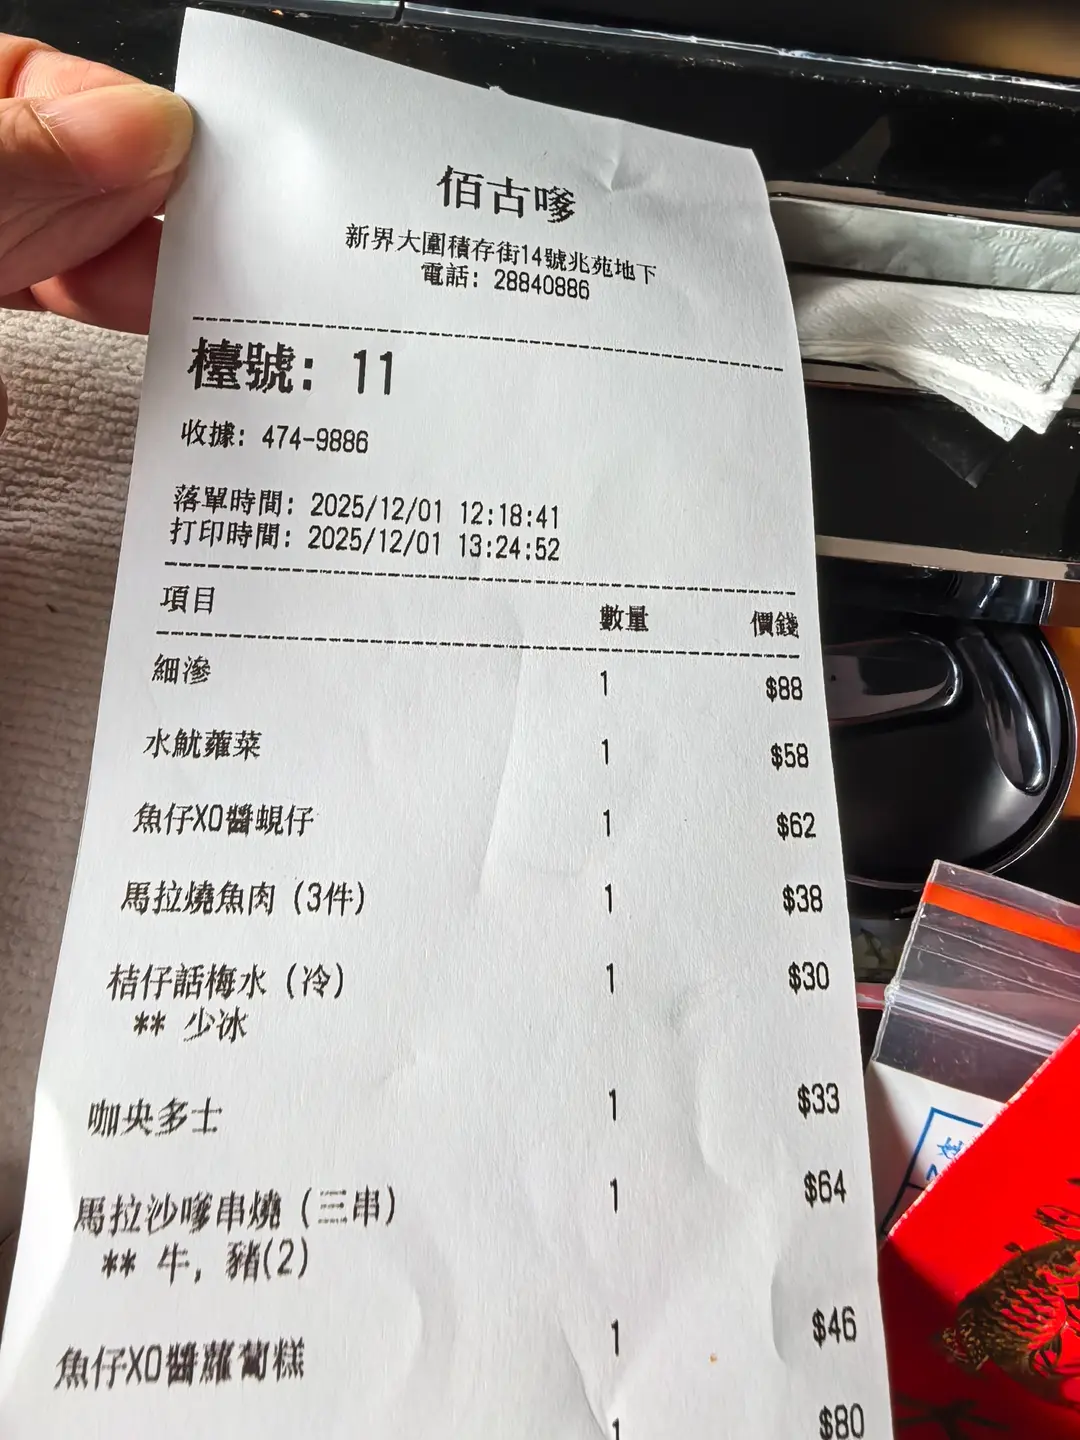 佰古嗲
新界大圍積存街14號兆苑地下
電話: 28840886
檯號: 11
收據: 474-9886
落單時間: 2025/12/01 12:18:41
打印時間: 2025/12/01 13:24:52
項目 數量 價錢
細滲 1 $88
水魷蕹菜 1 $58
魚仔XO醬蜆仔 1 $62
馬拉燒魚肉 (3件) 1 $38
桔仔話梅水 (冷) 1 $30
** 少冰
咖央多士 1 $33
馬拉沙嗲串燒 (三串) 1 $64
** 牛, 豬(2)
魚仔XO醬蘿蔔糕 1 $46
1 $80